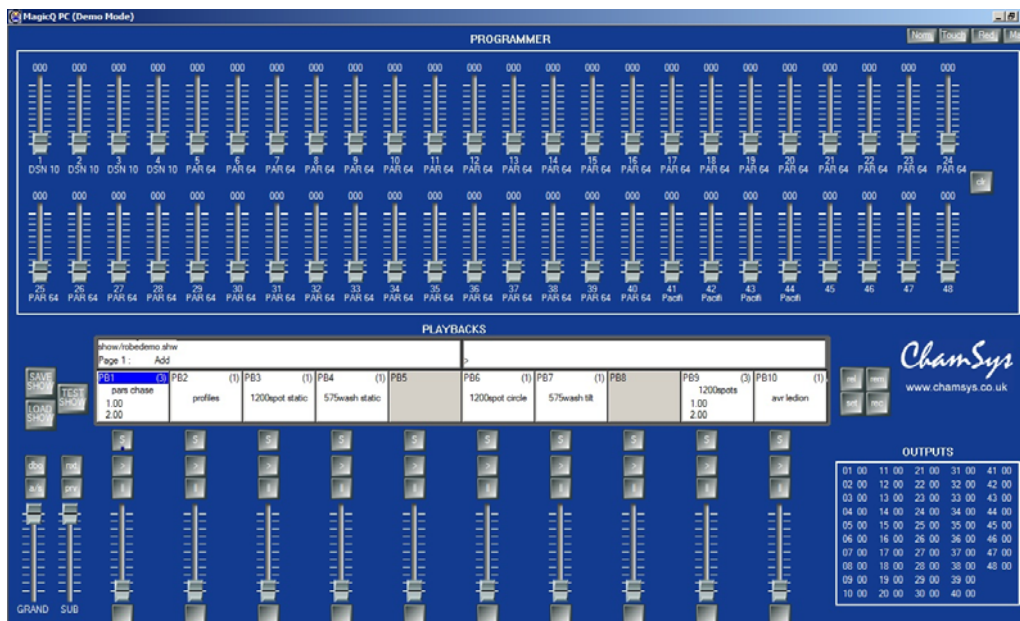 MagicQ PC (Demo Mode)
PROGRAMMER
Norm Touch Red
000 000 000 000 000 000 000 000 000 000 000 000 000 000 000 000 000 000 000 000 000 000 000 000
1 2 3 4 5 6 7 8 9 10 11 12 13 14 15 16 17 18 19 20 21 22 23 24
DSN 10 DSN 10 DSN 10 DSN 10 PAR 64 PAR 64 PAR 64 PAR 64 PAR 64 PAR 64 PAR 64 PAR 64 PAR 64 PAR 64 PAR 64 PAR 64 PAR 64 PAR 64 PAR 64 PAR 64 PAR 64 PAR 64 PAR 64 PAR 64
clr
000 000 000 000 000 000 000 000 000 000 000 000 000 000 000 000 000 000 000 000 000 000 000 000
25 26 27 28 29 30 31 32 33 34 35 36 37 38 39 40 41 42 43 44 45 46 47 48
PAR 64 PAR 64 PAR 64 PAR 64 PAR 64 PAR 64 PAR 64 PAR 64 PAR 64 PAR 64 PAR 64 PAR 64 PAR 64 PAR 64 PAR 64 PAR 64 Pacifi Pacifi Pacifi Pacifi
PLAYBACKS
show/robedemo.shw
Page 1 : Add >
PB1 (3) PB2 (1) PB3 (1) PB4 (1) PB5 PB6 (1) PB7 (1) PB8 PB9 (3) PB10 (1)
pars chase profiles 1200spot static 575wash static 1200spot circle 575wash tilt 1200spots avr ledion
1.00 1.00
2.00 2.00
SAVE SHOW
TEST SHOW
LOAD SHOW
ChamSys
www.chamsys.co.uk
rel rem
set rec
S S S S S S S S S S
dbo nxt > > > > > > > > > >
a/s prv || || || || || || || || || ||
GRAND SUB
OUTPUTS
01 00 11 00 21 00 31 00 41 00
02 00 12 00 22 00 32 00 42 00
03 00 13 00 23 00 33 00 43 00
04 00 14 00 24 00 34 00 44 00
05 00 15 00 25 00 35 00 45 00
06 00 16 00 26 00 36 00 46 00
07 00 17 00 27 00 37 00 47 00
08 00 18 00 28 00 38 00 48 00
09 00 19 00 29 00 39 00
10 00 20 00 30 00 40 00